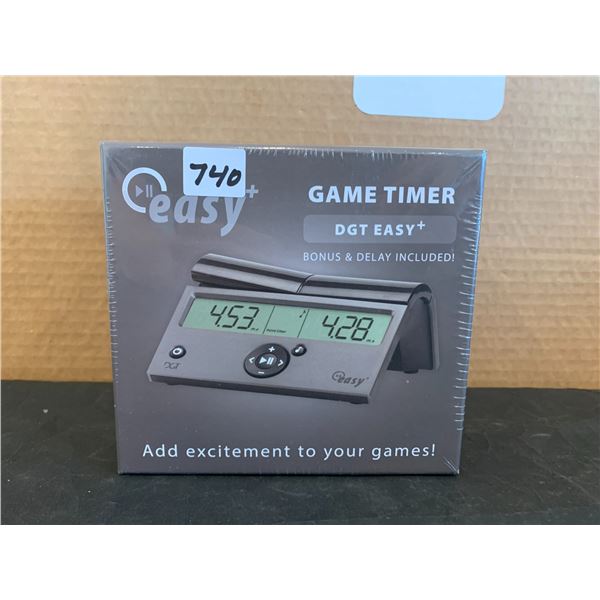 740
easy+
GAME TIMER
DGT EASY+
BONUS & DELAY INCLUDED!
4.53 4.28
DGT
easy+
Add excitement to your games!